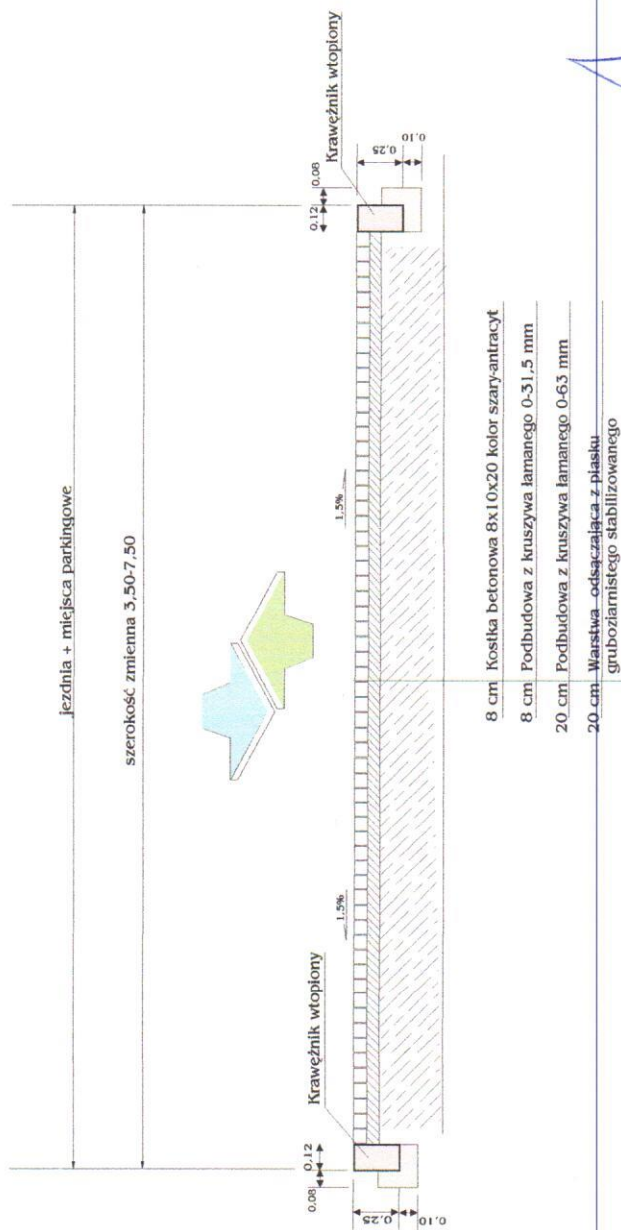 jezdnia + miejsca parkingowe
szerokość zmienna 3,50-7,50
Krawężnik wtopiony
0,08
0,12
0,25
0,10
1,5%
1,5%
Krawężnik wtopiony
0,12
0,08
0,25
0,10
8 cm Kostka betonowa 8x10x20 kolor szary-antracyt
8 cm Podbudowa z kruszywa łamanego 0-31,5 mm
20 cm Podbudowa z kruszywa łamanego 0-63 mm
20 cm Warstwa odsączająca z piasku
gruboziarnistego stabilizowanego